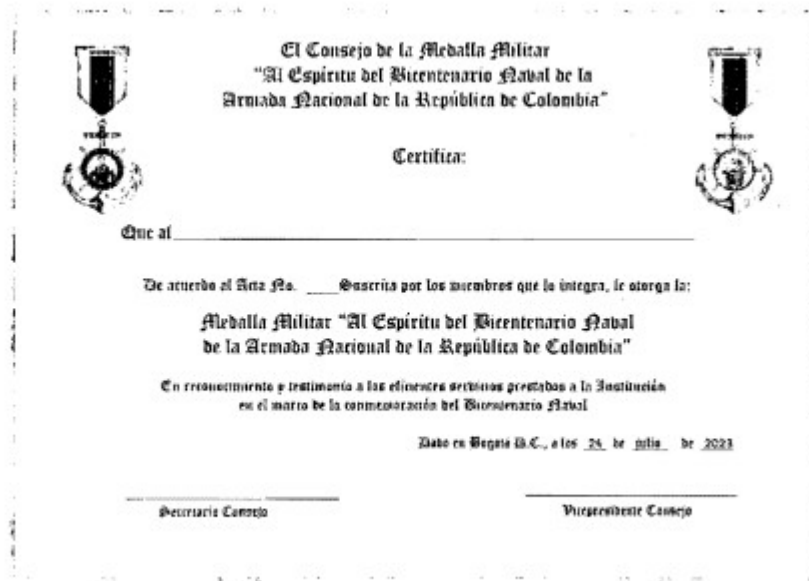 El Consejo de la Medalla Militar
“Al Espíritu del Bicentenario Naval de la
Armada Nacional de la República de Colombia”
Certifica:
Que al
De acuerdo al Acta No. ____ Suscrita por los miembros que lo integra, le otorga la:
Medalla Militar “Al Espíritu del Bicentenario Naval
de la Armada Nacional de la República de Colombia”
En reconocimiento y testimonio a los eficientes servicios prestados a la Institución
en el marco de la conmemoración del Bicentenario Naval
Dado en Bogotá D.C., a los 24 de julio de 2023
Secretario Consejo
Vicepresidente Consejo